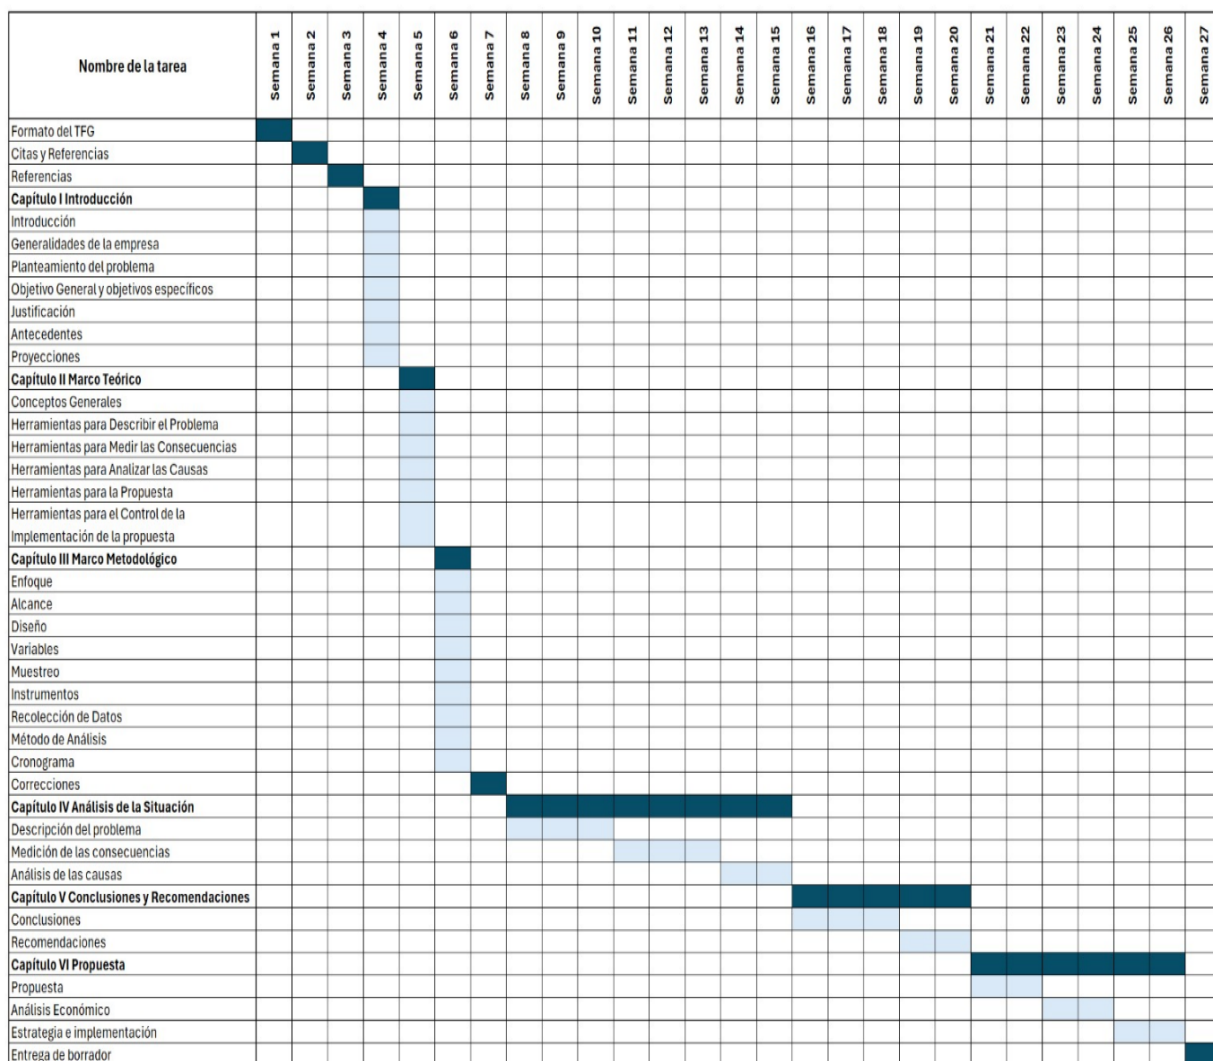 Nombre de la tarea
Semana 1
Semana 2
Semana 3
Semana 4
Semana 5
Semana 6
Semana 7
Semana 8
Semana 9
Semana 10
Semana 11
Semana 12
Semana 13
Semana 14
Semana 15
Semana 16
Semana 17
Semana 18
Semana 19
Semana 20
Semana 21
Semana 22
Semana 23
Semana 24
Semana 25
Semana 26
Semana 27
Formato del TFG
Citas y Referencias
Referencias
Capítulo I Introducción
Introducción
Generalidades de la empresa
Planteamiento del problema
Objetivo General y objetivos específicos
Justificación
Antecedentes
Proyecciones
Capítulo II Marco Teórico
Conceptos Generales
Herramientas para Describir el Problema
Herramientas para Medir las Consecuencias
Herramientas para Analizar las Causas
Herramientas para la Propuesta
Herramientas para el Control de la
Implementación de la propuesta
Capítulo III Marco Metodológico
Enfoque
Alcance
Diseño
Variables
Muestreo
Instrumentos
Recolección de Datos
Método de Análisis
Cronograma
Correcciones
Capítulo IV Análisis de la Situación
Descripción del problema
Medición de las consecuencias
Análisis de las causas
Capítulo V Conclusiones y Recomendaciones
Conclusiones
Recomendaciones
Capítulo VI Propuesta
Propuesta
Análisis Económico
Estrategia e implementación
Entrega de borrador